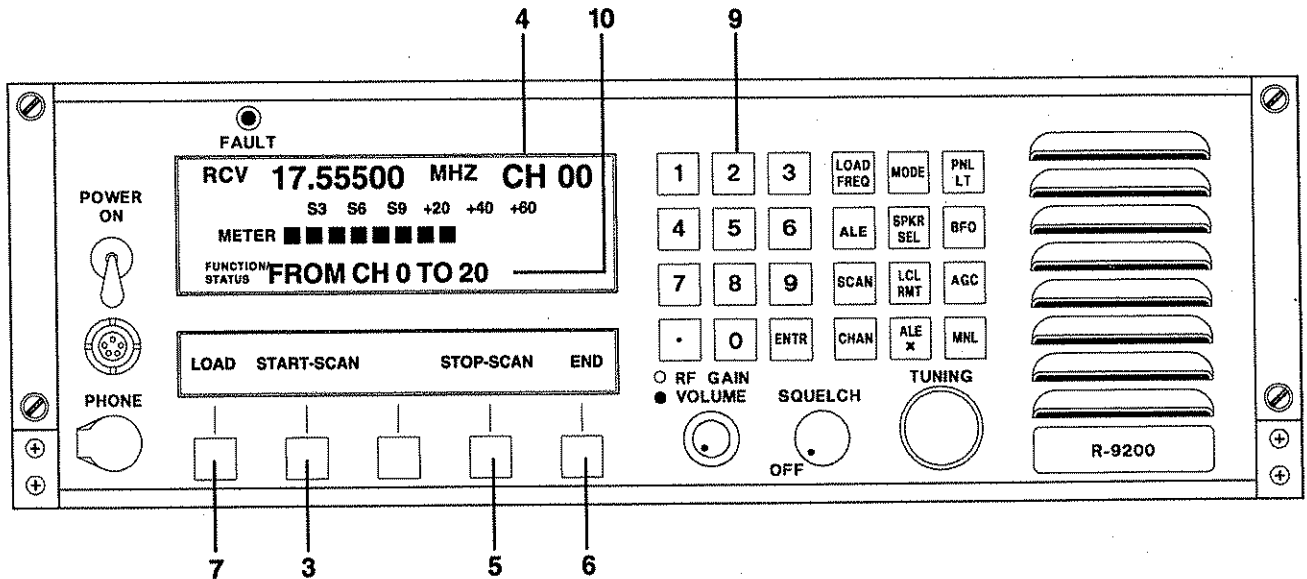 4 10 9
FAULT
RCV 17.55500 MHZ CH 00
S3 S6 S9 +20 +40 +60
METER
FUNCTIONA
STATUS FROM CH 0 TO 20
POWER
ON
PHONE
LOAD START-SCAN STOP-SCAN END
1 2 3 LOAD FREQ MODE PNL LT
4 5 6 ALE SPKR SEL BFO
7 8 9 SCAN LCL RMT AGC
· 0 ENTR CHAN ALE × MNL
RF GAIN
VOLUME
SQUELCH
OFF
TUNING
R-9200
7 3 5 6